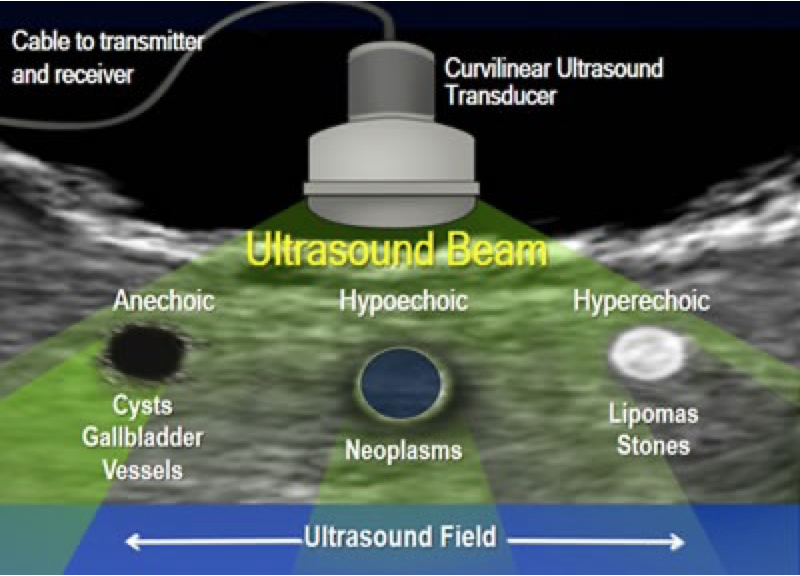 Cable to transmitter
and receiver
Curvilinear Ultrasound
Transducer
Ultrasound Beam
Anechoic
Hypoechoic
Hyperechoic
Cysts
Gallbladder
Vessels
Neoplasms
Lipomas
Stones
Ultrasound Field